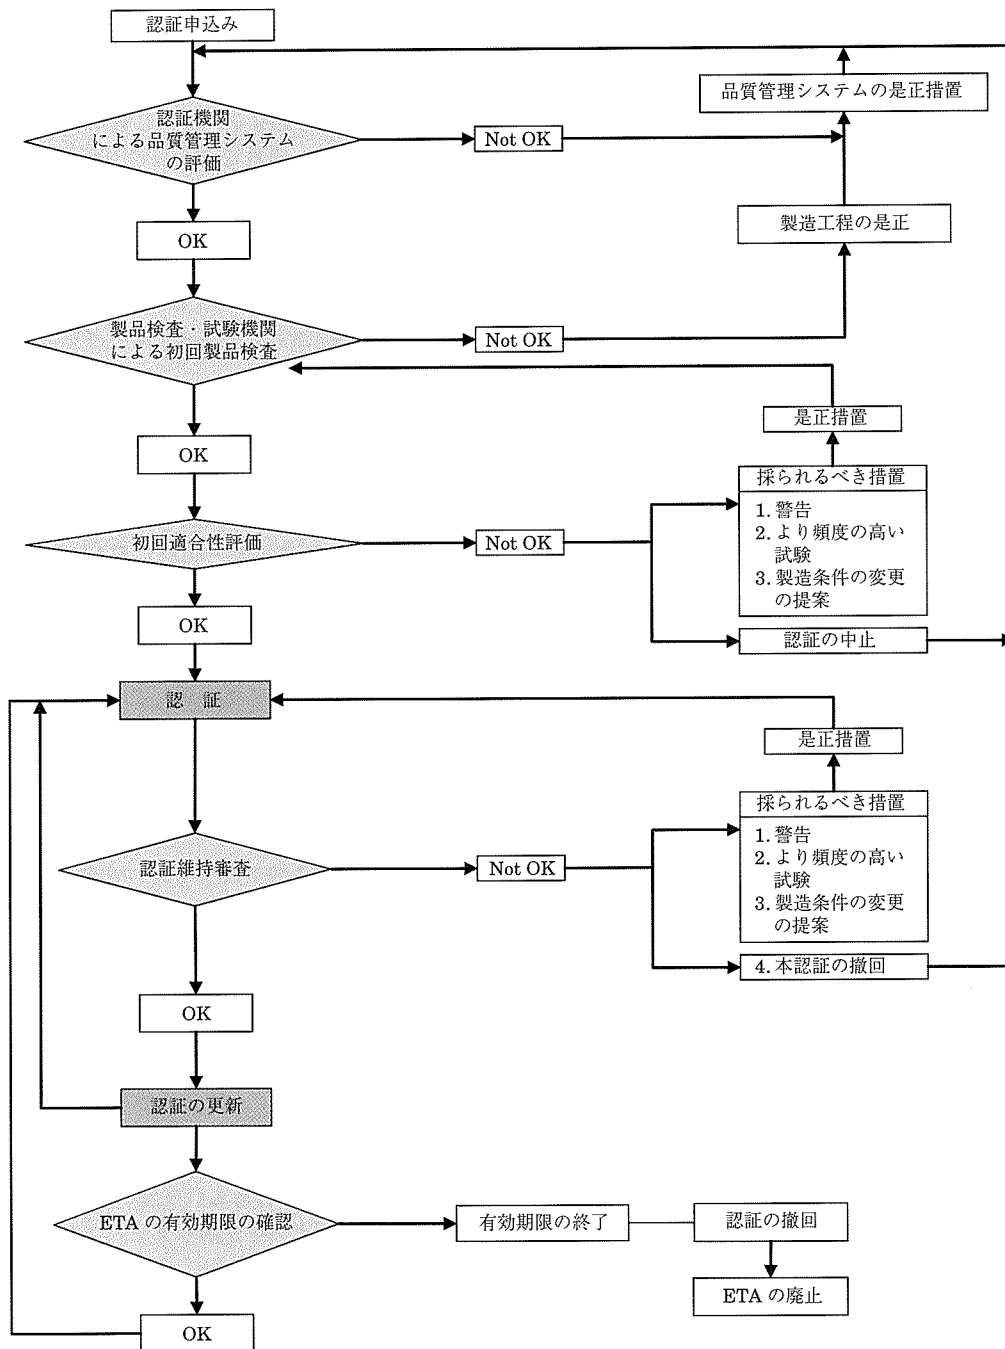 認証申込み
品質管理システムの是正措置
認証機関
による品質管理システム
の評価
Not OK
製造工程の是正
OK
製品検査・試験機関
による初回製品検査
Not OK
是正措置
OK
採られるべき措置
1. 警告
2. より頻度の高い
試験
3. 製造条件の変更
の提案
初回適合性評価
Not OK
OK
認証の中止
認 証
是正措置
採られるべき措置
1. 警告
2. より頻度の高い
試験
3. 製造条件の変更
の提案
認証維持審査
Not OK
4. 本認証の撤回
OK
認証の更新
ETA の有効期限の確認
有効期限の終了
認証の撤回
ETA の廃止
OK